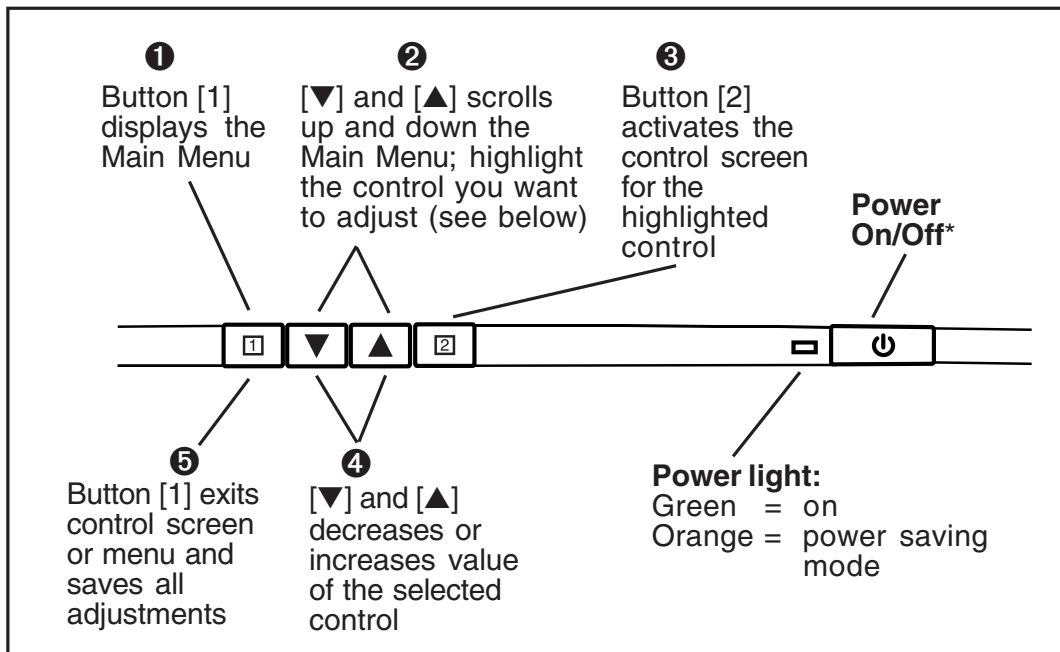 ❶
Button [1]
displays the
Main Menu
❷
[▼] and [▲] scrolls
up and down the
Main Menu; highlight
the control you want
to adjust (see below)
❸
Button [2]
activates the
control screen
for the
highlighted
control
Power
On/Off*
1
▼
▲
2
❺
Button [1] exits
control screen
or menu and
saves all
adjustments
❹
[▼] and [▲]
decreases or
increases value
of the selected
control
Power light:
Green = on
Orange = power saving
mode